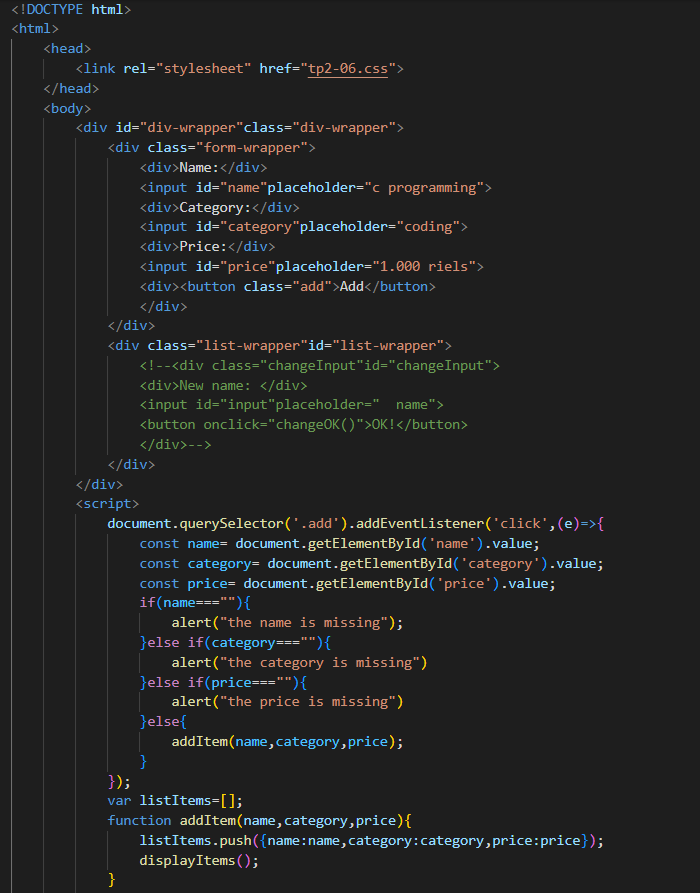 <!DOCTYPE html>
<html>
    <head>
        <link rel="stylesheet" href="tp2-06.css">
    </head>
    <body>
        <div id="div-wrapper"class="div-wrapper">
            <div class="form-wrapper">
                <div>Name:</div>
                <input id="name"placeholder="c programming">
                <div>Category:</div>
                <input id="category"placeholder="coding">
                <div>Price:</div>
                <input id="price"placeholder="1.000 riels">
                <div><button class="add">Add</button>
                </div>
            </div>
            <div class="list-wrapper"id="list-wrapper">
                <!--<div class="changeInput"id="changeInput">
                <div>New name: </div>
                <input id="input"placeholder="  name">
                <button onclick="changeOK()">OK!</button>
                </div>-->
            </div>
        </div>
        <script>
            document.querySelector('.add').addEventListener('click',(e)=>{
                const name= document.getElementById('name').value;
                const category= document.getElementById('category').value;
                const price= document.getElementById('price').value;
                if(name===""){
                    alert("the name is missing");
                }else if(category===""){
                    alert("the category is missing")
                }else if(price===""){
                    alert("the price is missing")
                }else{
                    addItem(name,category,price);
                }
            });
            var listItems=[];
            function addItem(name,category,price){
                listItems.push({name:name,category:category,price:price});
                displayItems();
            }